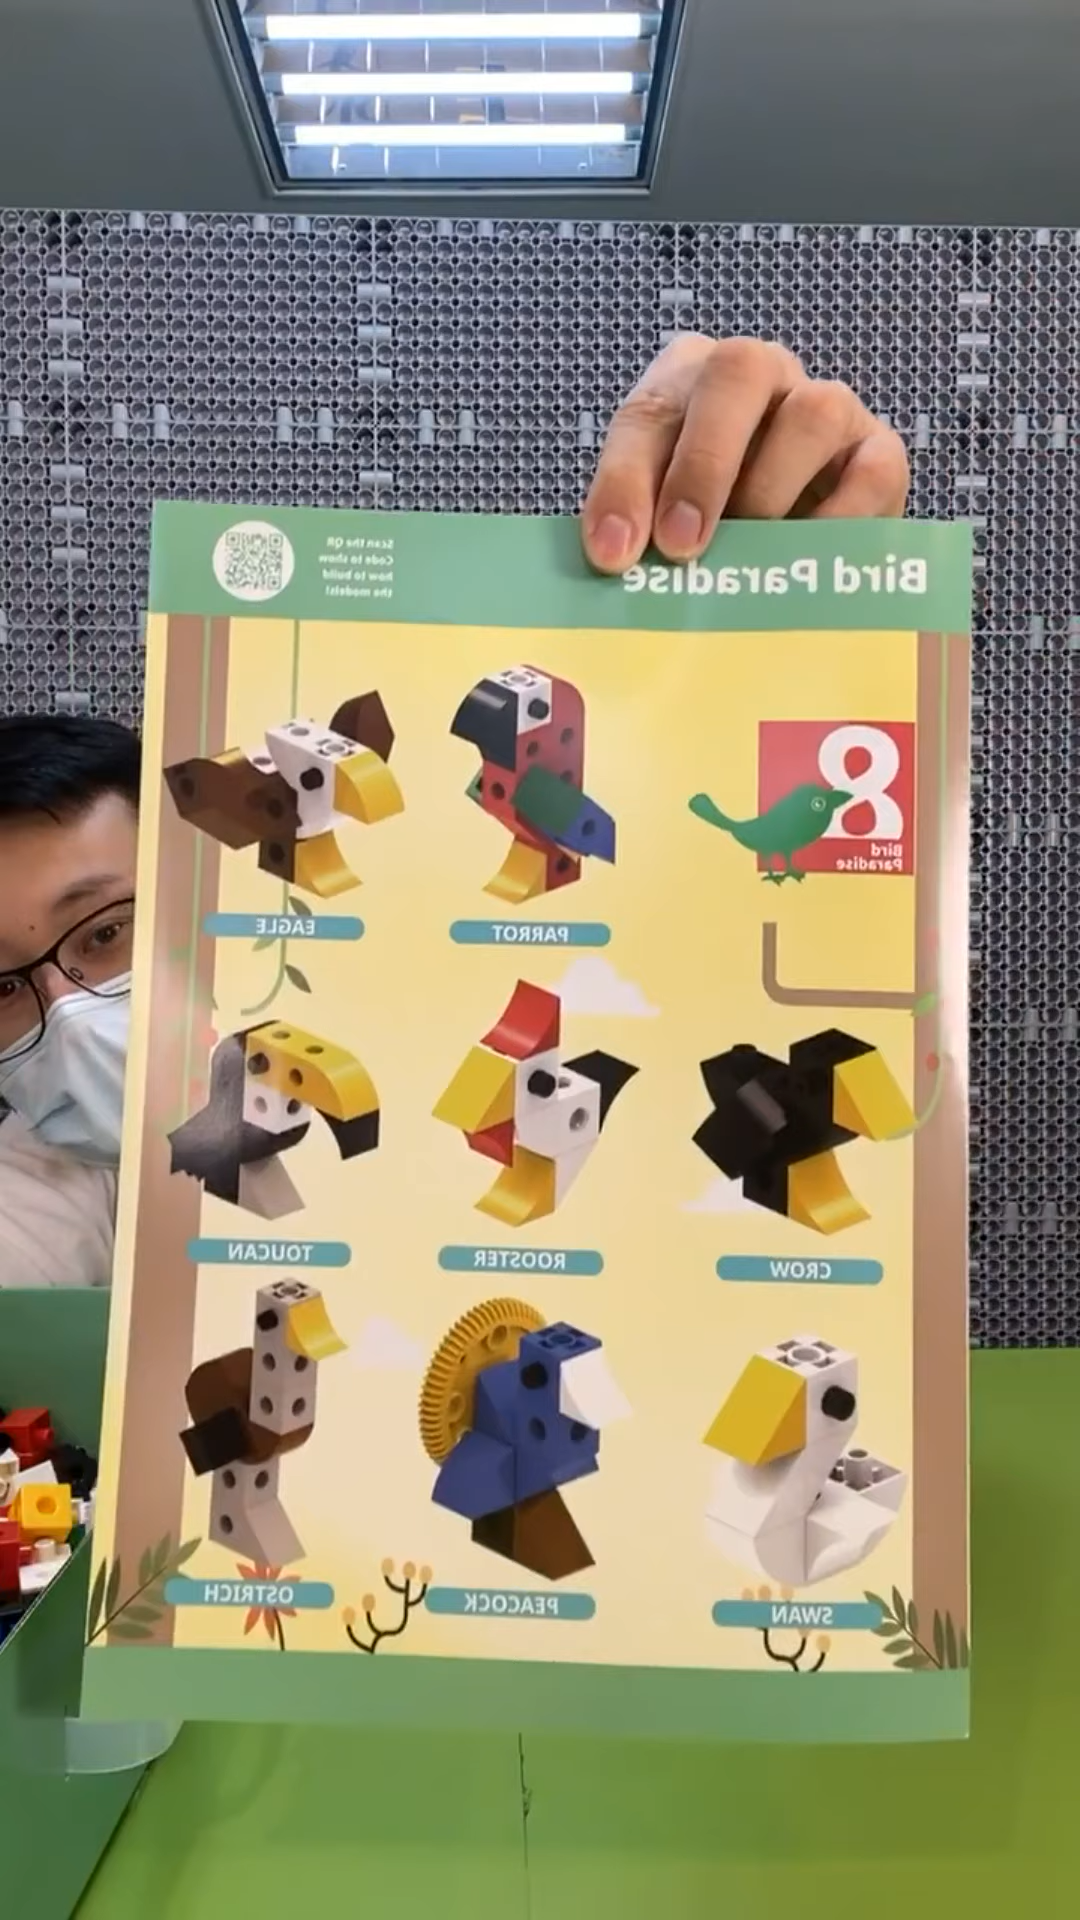 Bird Paradise
Scan the QR
Code to show
how to build
the models!
8
Bird
Paradise
PARROT
EAGLE
CROW
ROOSTER
TOUCAN
SWAN
PEACOCK
OSTRICH